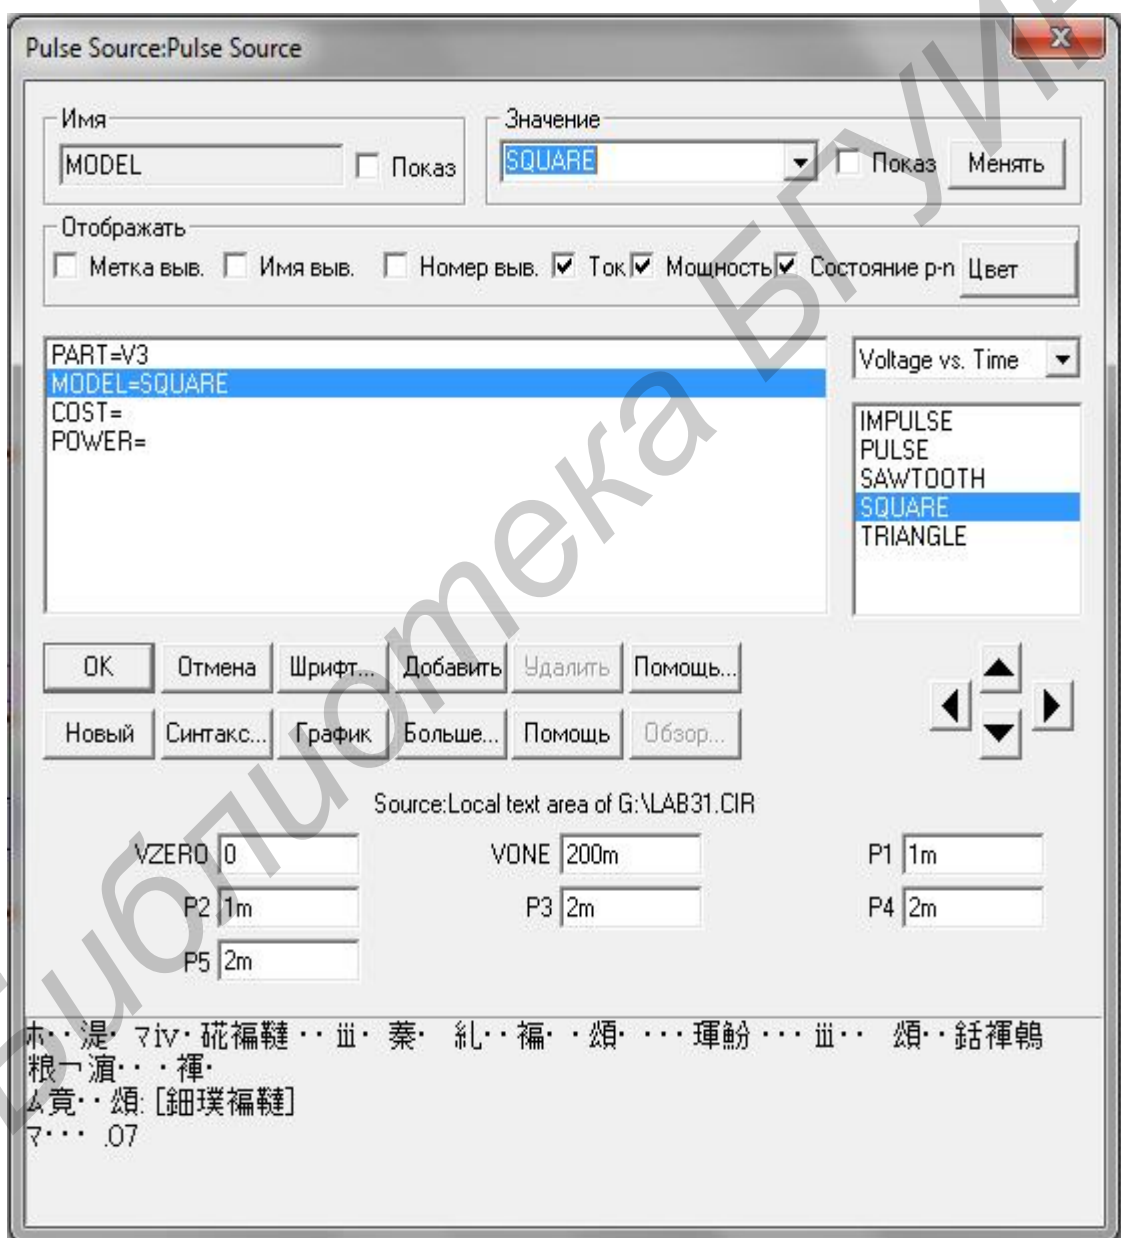 Pulse Source:Pulse Source
Имя
MODEL
Показ
Значение
SQUARE
Показ
Менять
Отображать
Метка выв. Имя выв. Номер выв. Ток Мощность Состояние p-n Цвет
PART=V3
MODEL=SQUARE
COST=
POWER=
Voltage vs. Time
IMPULSE
PULSE
SAWTOOTH
SQUARE
TRIANGLE
OK Отмена Шрифт... Добавить Удалить Помощь...
Новый Синтакс... График Больше... Помощь Обзор...
Source:Local text area of G:\LAB31.CIR
VZERO 0 VONE 200m P1 1m
P2 1m P3 2m P4 2m
P5 2m
.07
Библиотека БГУИР